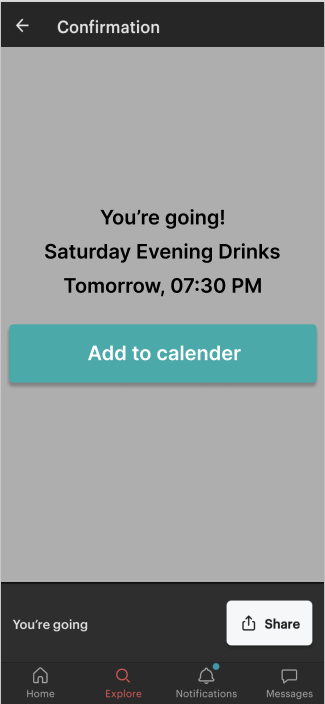 Confirmation
You're going!
Saturday Evening Drinks
Tomorrow, 07:30 PM
Add to calender
You're going
Share
Home
Explore
Notifications
Messages